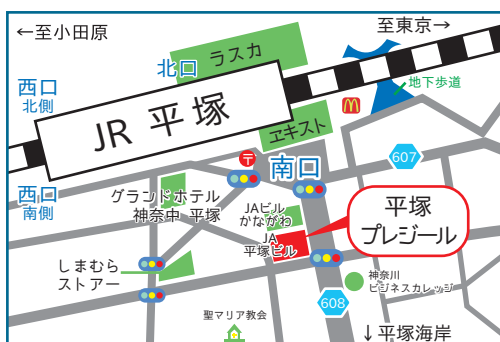 ←至小田原
至東京→
ラスカ
北口
西口
北側
地下歩道
JR 平塚
エキスト
〒
南口
607
西口
南側
グランドホテル
神奈中 平塚
JAビル
かながわ
JA
平塚ビル
平塚
プレジール
しまむら
ストアー
神奈川
ビジネスカレッジ
608
聖マリア教会
↓平塚海岸